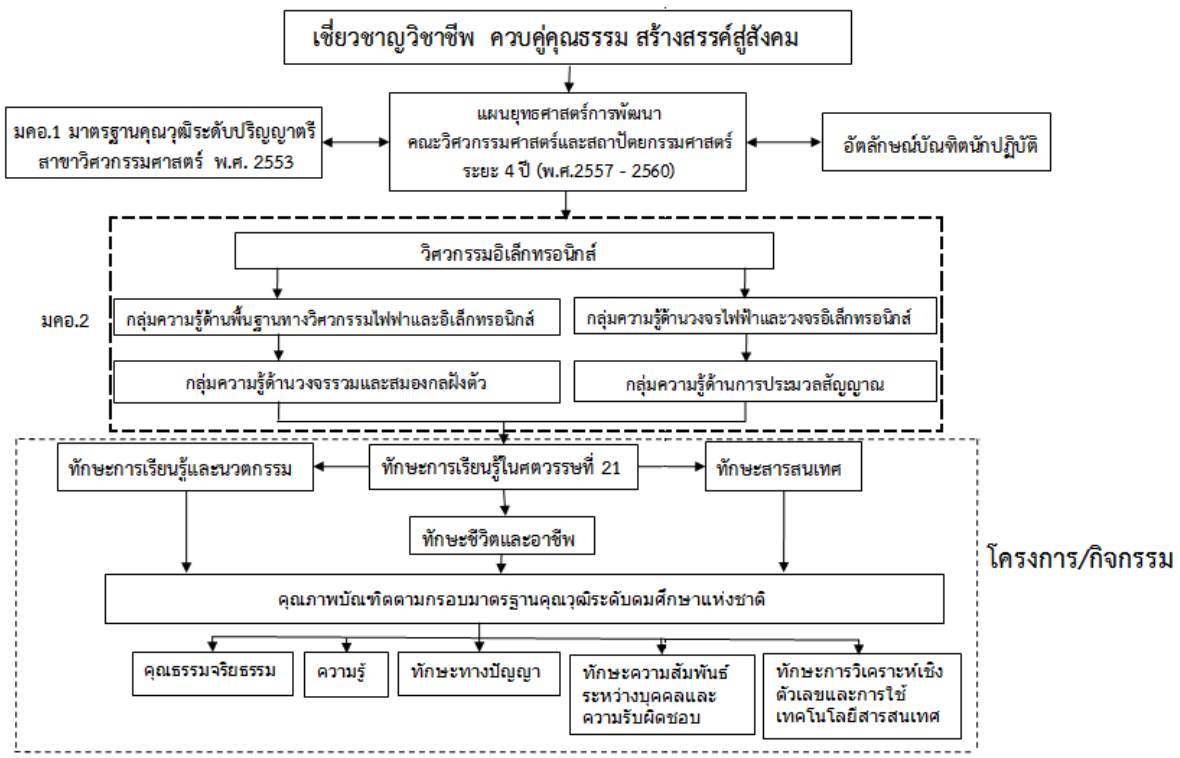 เชี่ยวชาญวิชาชีพ ควบคู่คุณธรรม สร้างสรรค์สู่สังคม
มคอ.1 มาตรฐานคุณวุฒิระดับปริญญาตรี
สาขาวิศวกรรมศาสตร์ พ.ศ. 2553
แผนยุทธศาสตร์การพัฒนา
คณะวิศวกรรมศาสตร์และสถาปัตยกรรมศาสตร์
ระยะ 4 ปี (พ.ศ.2557 - 2560)
อัตลักษณ์บัณฑิตนักปฏิบัติ
วิศวกรรมอิเล็กทรอนิกส์
มคอ.2
กลุ่มความรู้ด้านพื้นฐานทางวิศวกรรมไฟฟาและอิเล็กทรอนิกส์
กลุ่มความรู้ด้านวงจรไฟฟ้าและวงจรอิเล็กทรอนิกส์
กลุ่มความรู้ด้านวงจรรวมและสมองกลฝังตัว
กลุ่มความรู้ด้านการประมวลสัญญาณ
ทักษะการเรียนรู้และนวตกรรม
ทักษะการเรียนรู้ในศตวรรษที่ 21
ทักษะสารสนเทศ
ทักษะชีวิตและอาชีพ
โครงการ/กิจกรรม
คุณภาพบัณฑิตตามกรอบมาตรฐานคุณวุฒิระดับดมศึกษาแห่งชาติ
คุณธรรมจริยธรรม
ความรู้
ทักษะทางปัญญา
ทักษะความสัมพันธ์
ระหว่างบุคคลและ
ความรับผิดชอบ
ทักษะการวิเคราะห์เชิง
ตัวเลขและการใช้
เทคโนโลยีสารสนเทศ